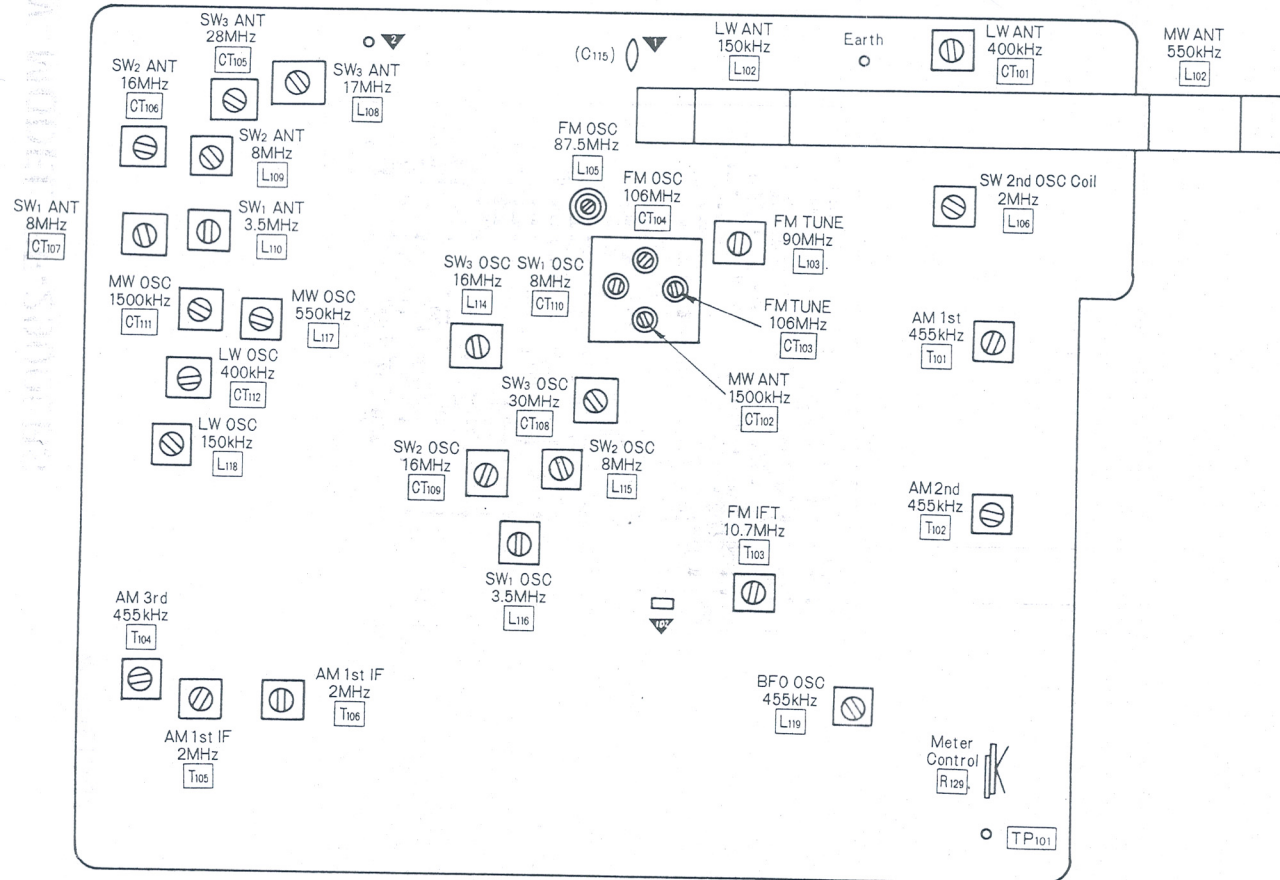 SW3 ANT
28MHz
CT105
2
SW3 ANT
17MHz
L108
SW2 ANT
16MHz
CT106
SW2 ANT
8MHz
L109
SW1 ANT
8MHz
CT107
SW1 ANT
3.5MHz
L110
MW OSC
1500kHz
CT111
MW OSC
550kHz
L117
LW OSC
400kHz
CT112
LW OSC
150kHz
L118
(C115)
1
LW ANT
150kHz
L102
Earth
LW ANT
400kHz
CT101
MW ANT
550kHz
L102
FM OSC
87.5MHz
L105
FM OSC
106MHz
CT104
FM TUNE
90MHz
L103.
SW 2nd OSC Coil
2MHz
L106
SW3 OSC
16MHz
L114
SW1 OSC
8MHz
CT110
FM TUNE
106MHz
CT103
MW ANT
1500kHz
CT102
AM 1st
455kHz
T101
SW3 OSC
30MHz
CT108
SW2 OSC
16MHz
CT109
SW2 OSC
8MHz
L115
SW1 OSC
3.5MHz
L116
FM IFT
10.7MHz
T103
AM 2nd
455kHz
T102
AM 3rd
455kHz
T104
AM 1st IF
2MHz
T105
AM 1st IF
2MHz
T106
BFO OSC
455kHz
L119
Meter
Control
R129.
TP101